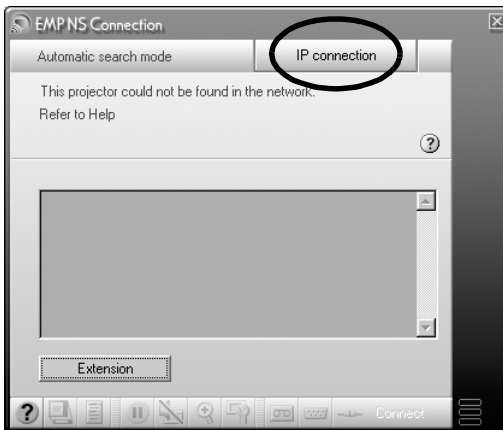 EMP NS Connection
Automatic search mode
IP connection
This projector could not be found in the network.
Refer to Help
?
Extension
?
Connect